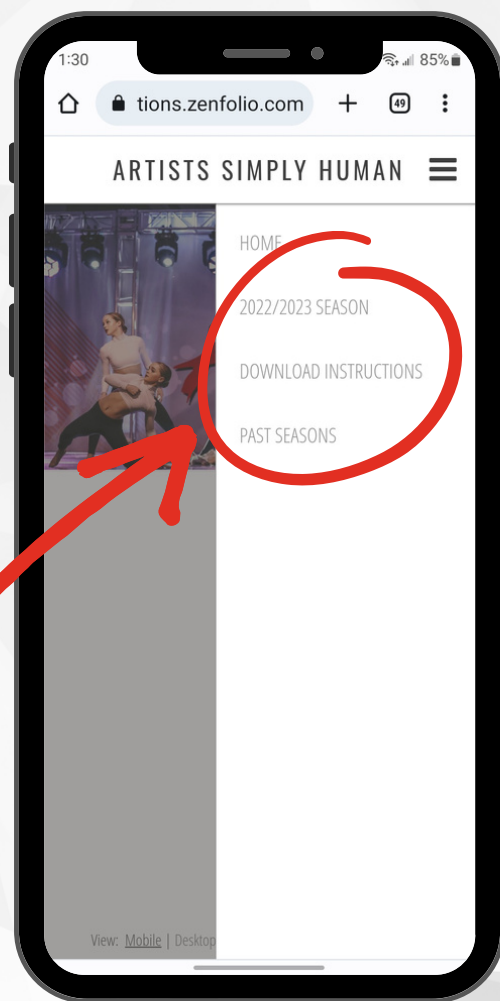 1:30 85%
tions.zenfolio.com 49
ARTISTS SIMPLY HUMAN
HOME
2022/2023 SEASON
DOWNLOAD INSTRUCTIONS
PAST SEASONS
View: Mobile | Desktop